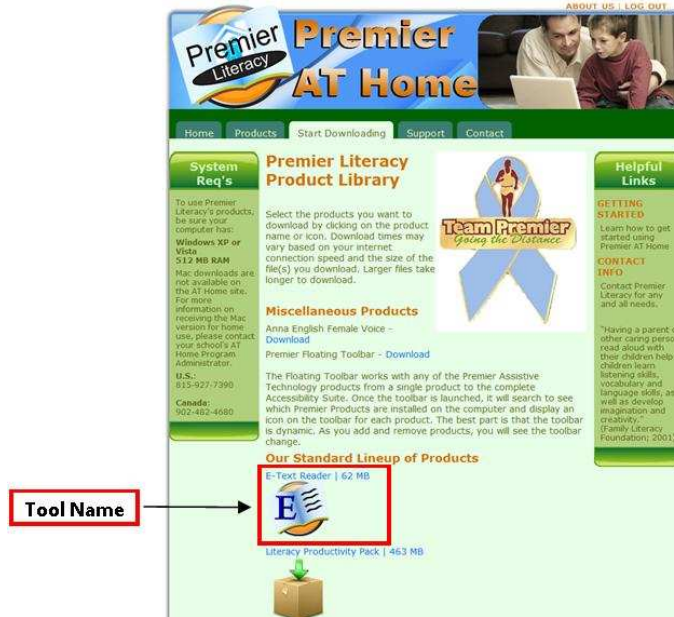 ABOUT US | LOG OUT
Premier
Literacy
Premier
AT Home
Home
Products
Start Downloading
Support
Contact
System
Req's
To use Premier
Literacy's products,
be sure your
computer has:
Windows XP or
Vista
512 MB RAM
Mac downloads are
not available on
the AT Home site.
For more
information on
receiving the Mac
version for home
use, please contact
your school's AT
Home Program
Administrator.
U.S.:
815-927-7390
Canada:
902-482-4680
Premier Literacy
Product Library
Select the products you want to
download by clicking on the product
name or icon. Download times may
vary based on your internet
connection speed and the size of the
file(s) you download. Larger files take
longer to download.
Team Premier
Going the Distance
Miscellaneous Products
Anna English Female Voice -
Download
Premier Floating Toolbar - Download
The Floating Toolbar works with any of the Premier Assistive
Technology products from a single product to the complete
Accessibility Suite. Once the toolbar is launched, it will search to see
which Premier Products are installed on the computer and display an
icon on the toolbar for each product. The best part is that the toolbar
is dynamic. As you add and remove products, you will see the toolbar
change.
Our Standard Lineup of Products
E-Text Reader | 62 MB
E
Tool Name
Literacy Productivity Pack | 463 MB
Helpful
Links
GETTING
STARTED
Learn how to get
started using
Premier AT Home
CONTACT
INFO
Contact Premier
Literacy for any
and all needs.
"Having a parent
other caring
read aloud with
their children help
children learn
listening skills,
vocabulary and
language skills, as
well as develop
imagination and
creativity."
(Family Literacy
Foundation; 2001)